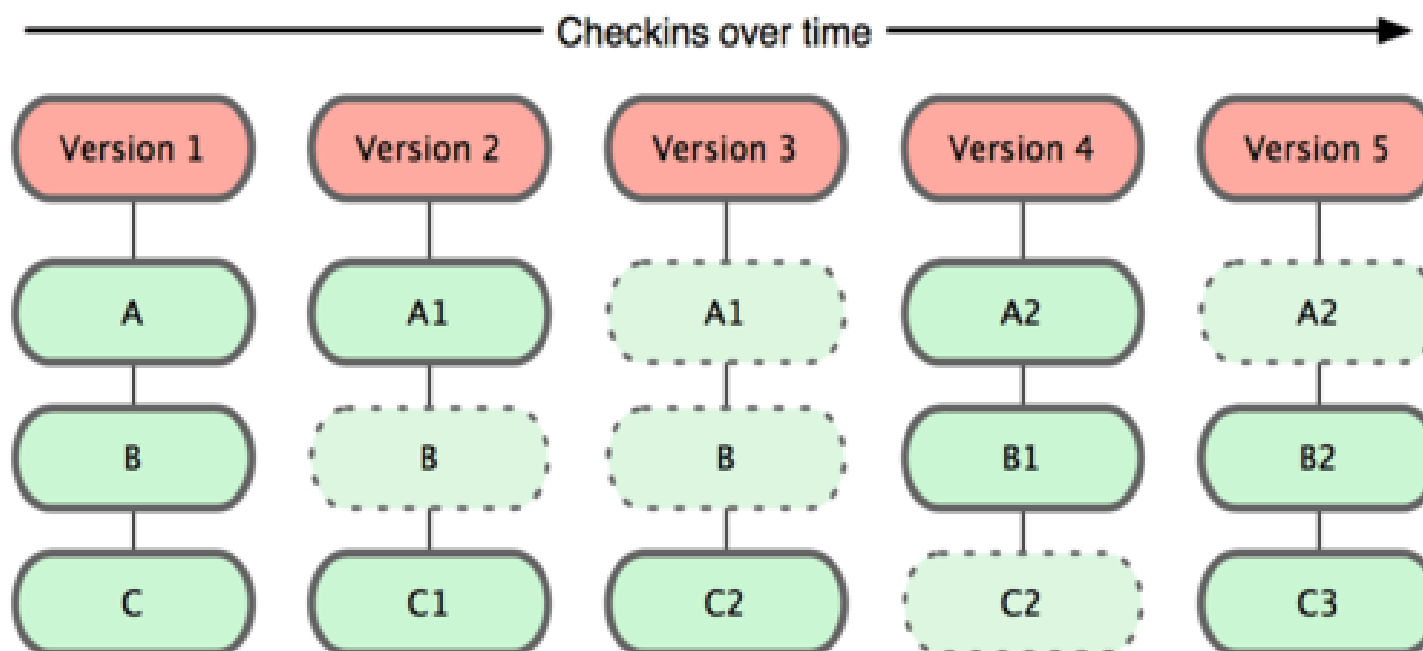 Checkins over time
Version 1 Version 2 Version 3 Version 4 Version 5
A A1 A1 A2 A2
B B B B1 B2
C C1 C2 C2 C3